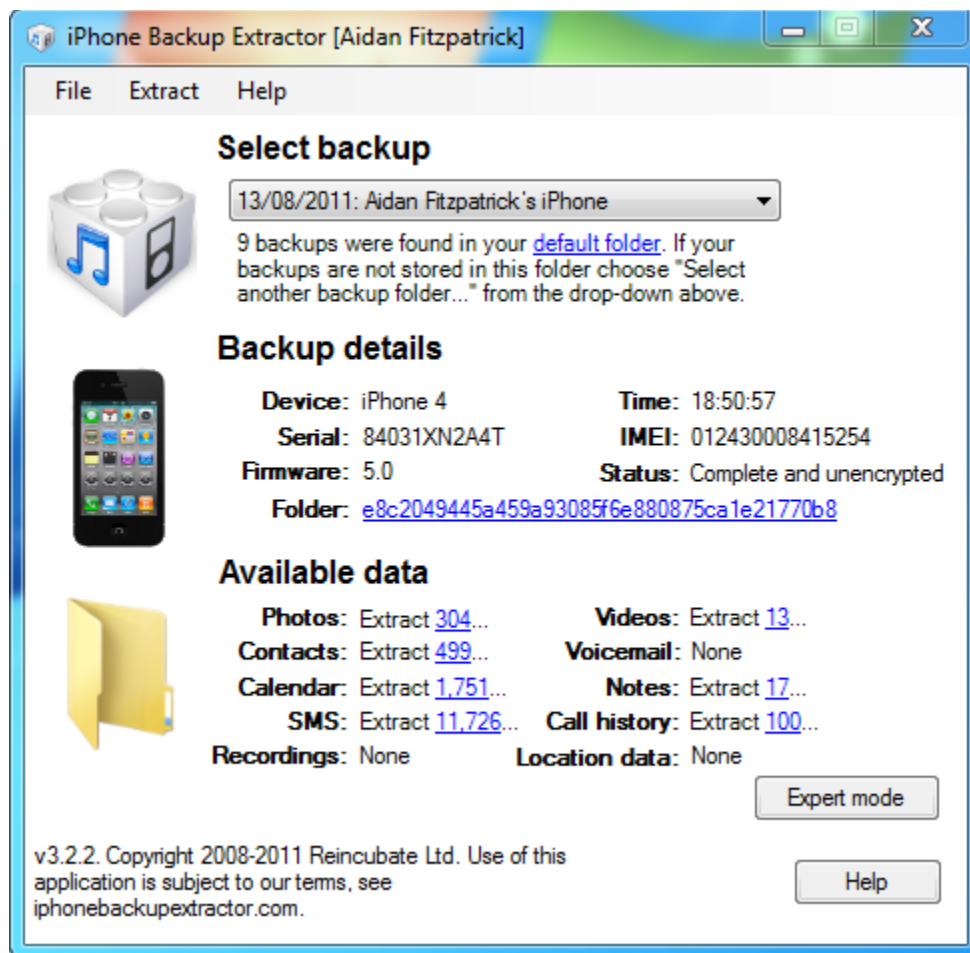 iPhone Backup Extractor [Aidan Fitzpatrick]
File Extract Help
Select backup
13/08/2011: Aidan Fitzpatrick's iPhone
9 backups were found in your default folder. If your
backups are not stored in this folder choose "Select
another backup folder..." from the drop-down above.
Backup details
Device: iPhone 4 Time: 18:50:57
Serial: 84031XN2A4T IMEI: 012430008415254
Firmware: 5.0 Status: Complete and unencrypted
Folder: e8c2049445a459a93085f6e880875ca1e21770b8
Available data
Photos: Extract 304... Videos: Extract 13...
Contacts: Extract 499... Voicemail: None
Calendar: Extract 1,751... Notes: Extract 17...
SMS: Extract 11,726... Call history: Extract 100...
Recordings: None Location data: None
Expert mode
v3.2.2. Copyright 2008-2011 Reincubate Ltd. Use of this
application is subject to our terms, see
iphonebackupextractor.com.
Help